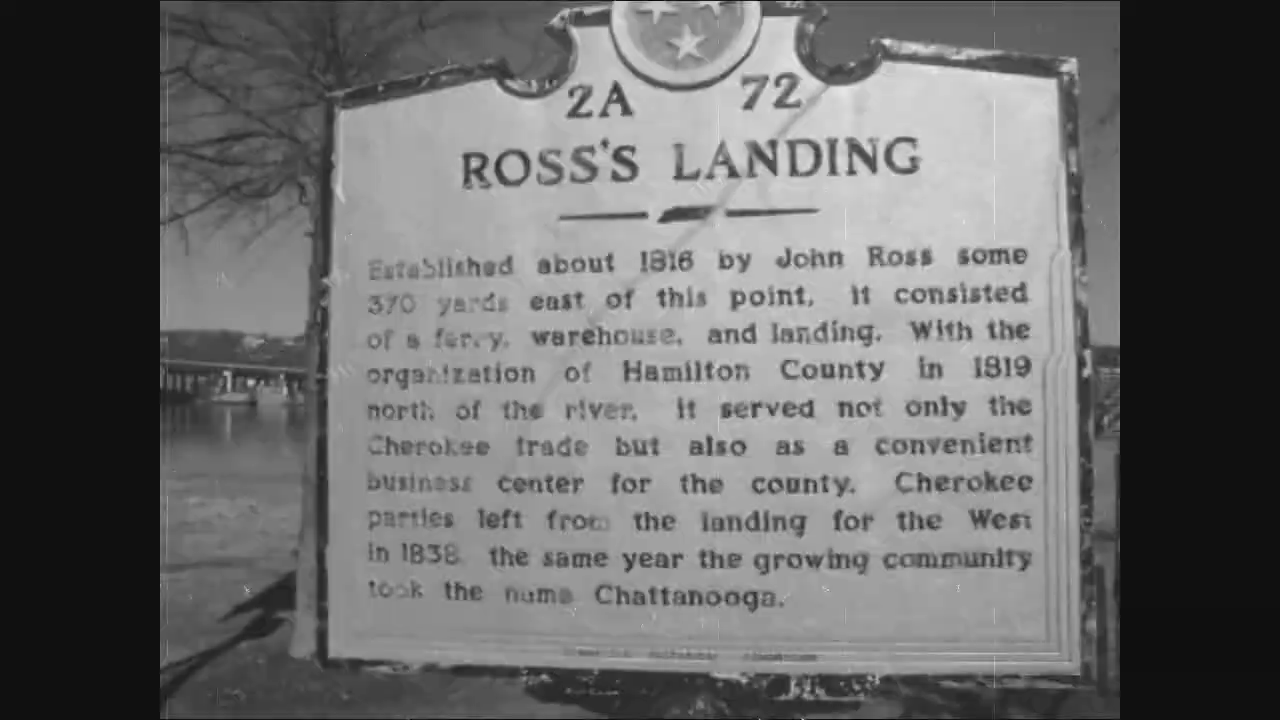 2A 72
ROSS'S LANDING
Established about 1816 by John Ross some
370 yards east of this point, it consisted
of a ferry, warehouse, and landing. With the
organization of Hamilton County in 1819
north of the river, it served not only the
Cherokee trade but also as a convenient
business center for the county. Cherokee
parties left from the landing for the West
in 1838 the same year the growing community
took the name Chattanooga.